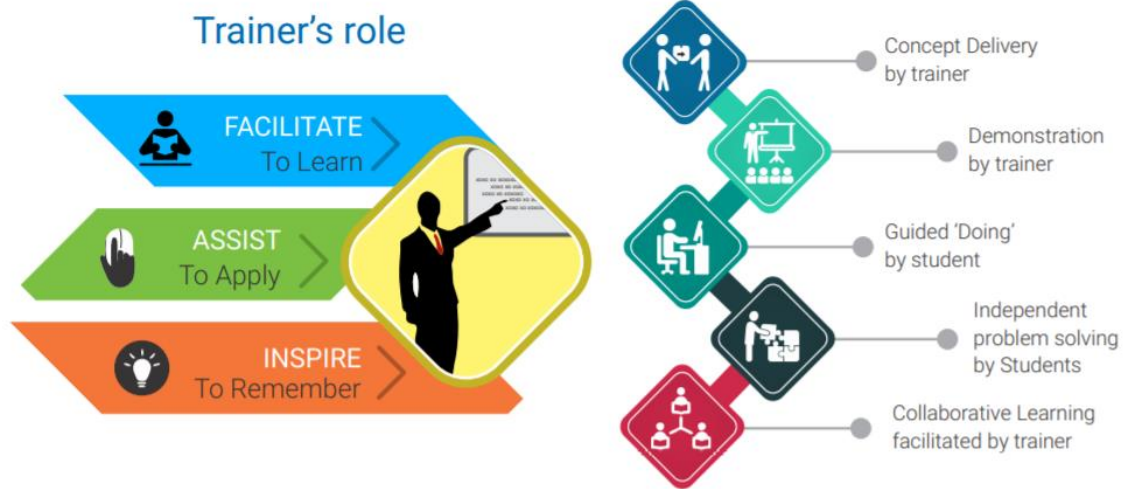 Trainer's role
FACILITATE
To Learn
ASSIST
To Apply
INSPIRE
To Remember
Concept Delivery
by trainer
Demonstration
by trainer
Guided 'Doing'
by student
Independent
problem solving
by Students
Collaborative Learning
facilitated by trainer